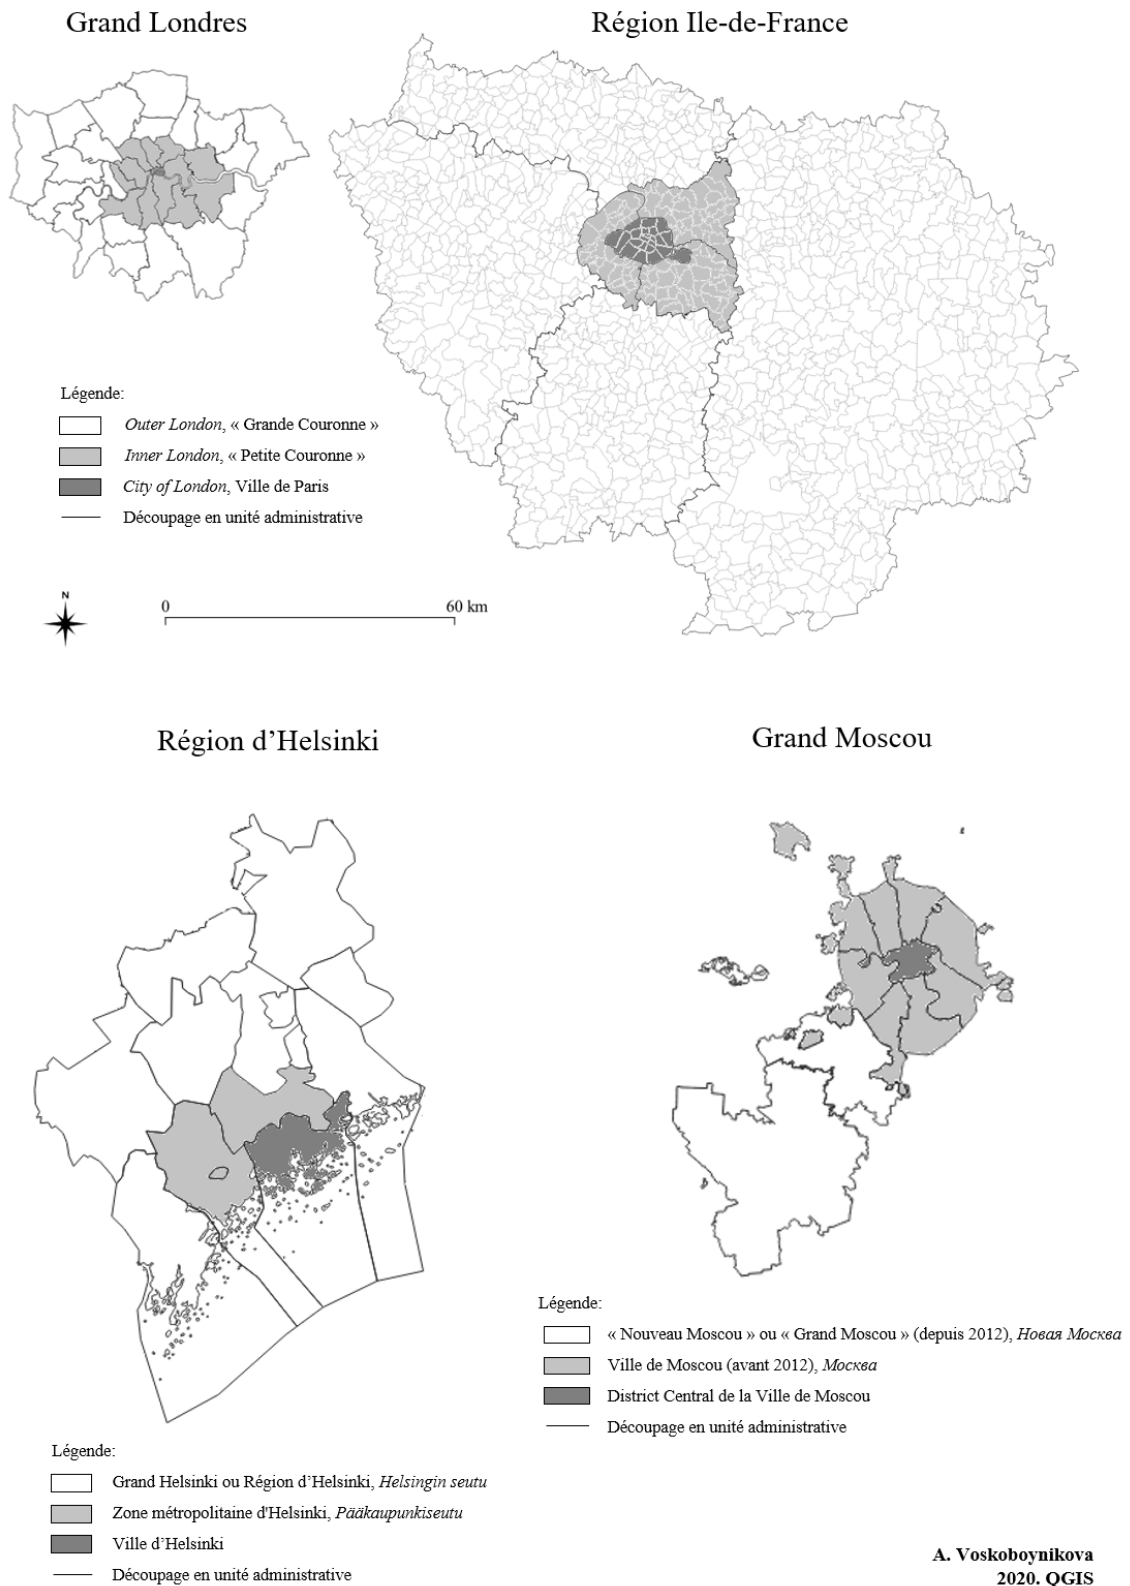 Grand Londres
Région Ile-de-France
Légende:
Outer London, « Grande Couronne »
Inner London, « Petite Couronne »
City of London, Ville de Paris
Découpage en unité administrative
N
0 60 km
Région d’Helsinki
Grand Moscou
Légende:
« Nouveau Moscou » ou « Grand Moscou » (depuis 2012), Новая Москва
Ville de Moscou (avant 2012), Москва
District Central de la Ville de Moscou
Découpage en unité administrative
Légende:
Grand Helsinki ou Région d’Helsinki, Helsingin seutu
Zone métropolitaine d'Helsinki, Pääkaupunkiseutu
Ville d’Helsinki
Découpage en unité administrative
A. Voskoboynikova
2020. QGIS